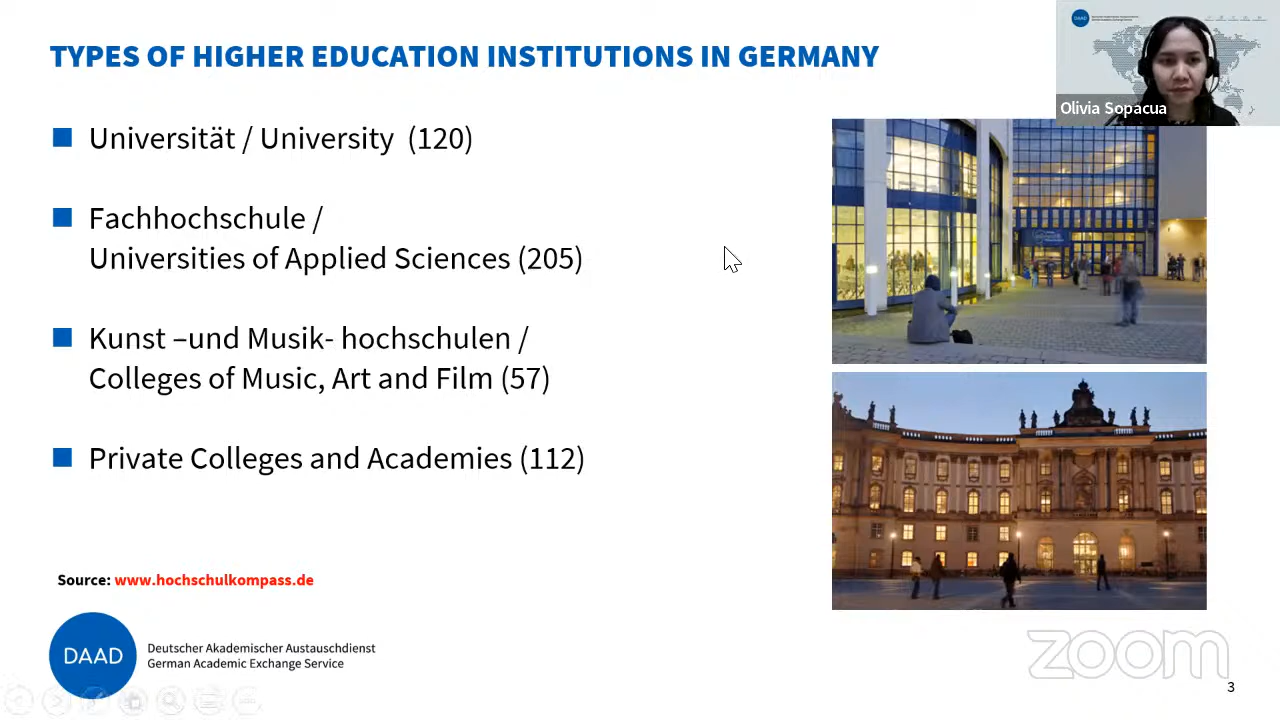 TYPES OF HIGHER EDUCATION INSTITUTIONS IN GERMANY
DAAD
Olivia Sopacua
Universität / University (120)
Fachhochschule /
Universities of Applied Sciences (205)
Kunst –und Musik- hochschulen /
Colleges of Music, Art and Film (57)
Private Colleges and Academies (112)
Source: www.hochschulkompass.de
DAAD
Deutscher Akademischer Austauschdienst
German Academic Exchange Service
zoom
3